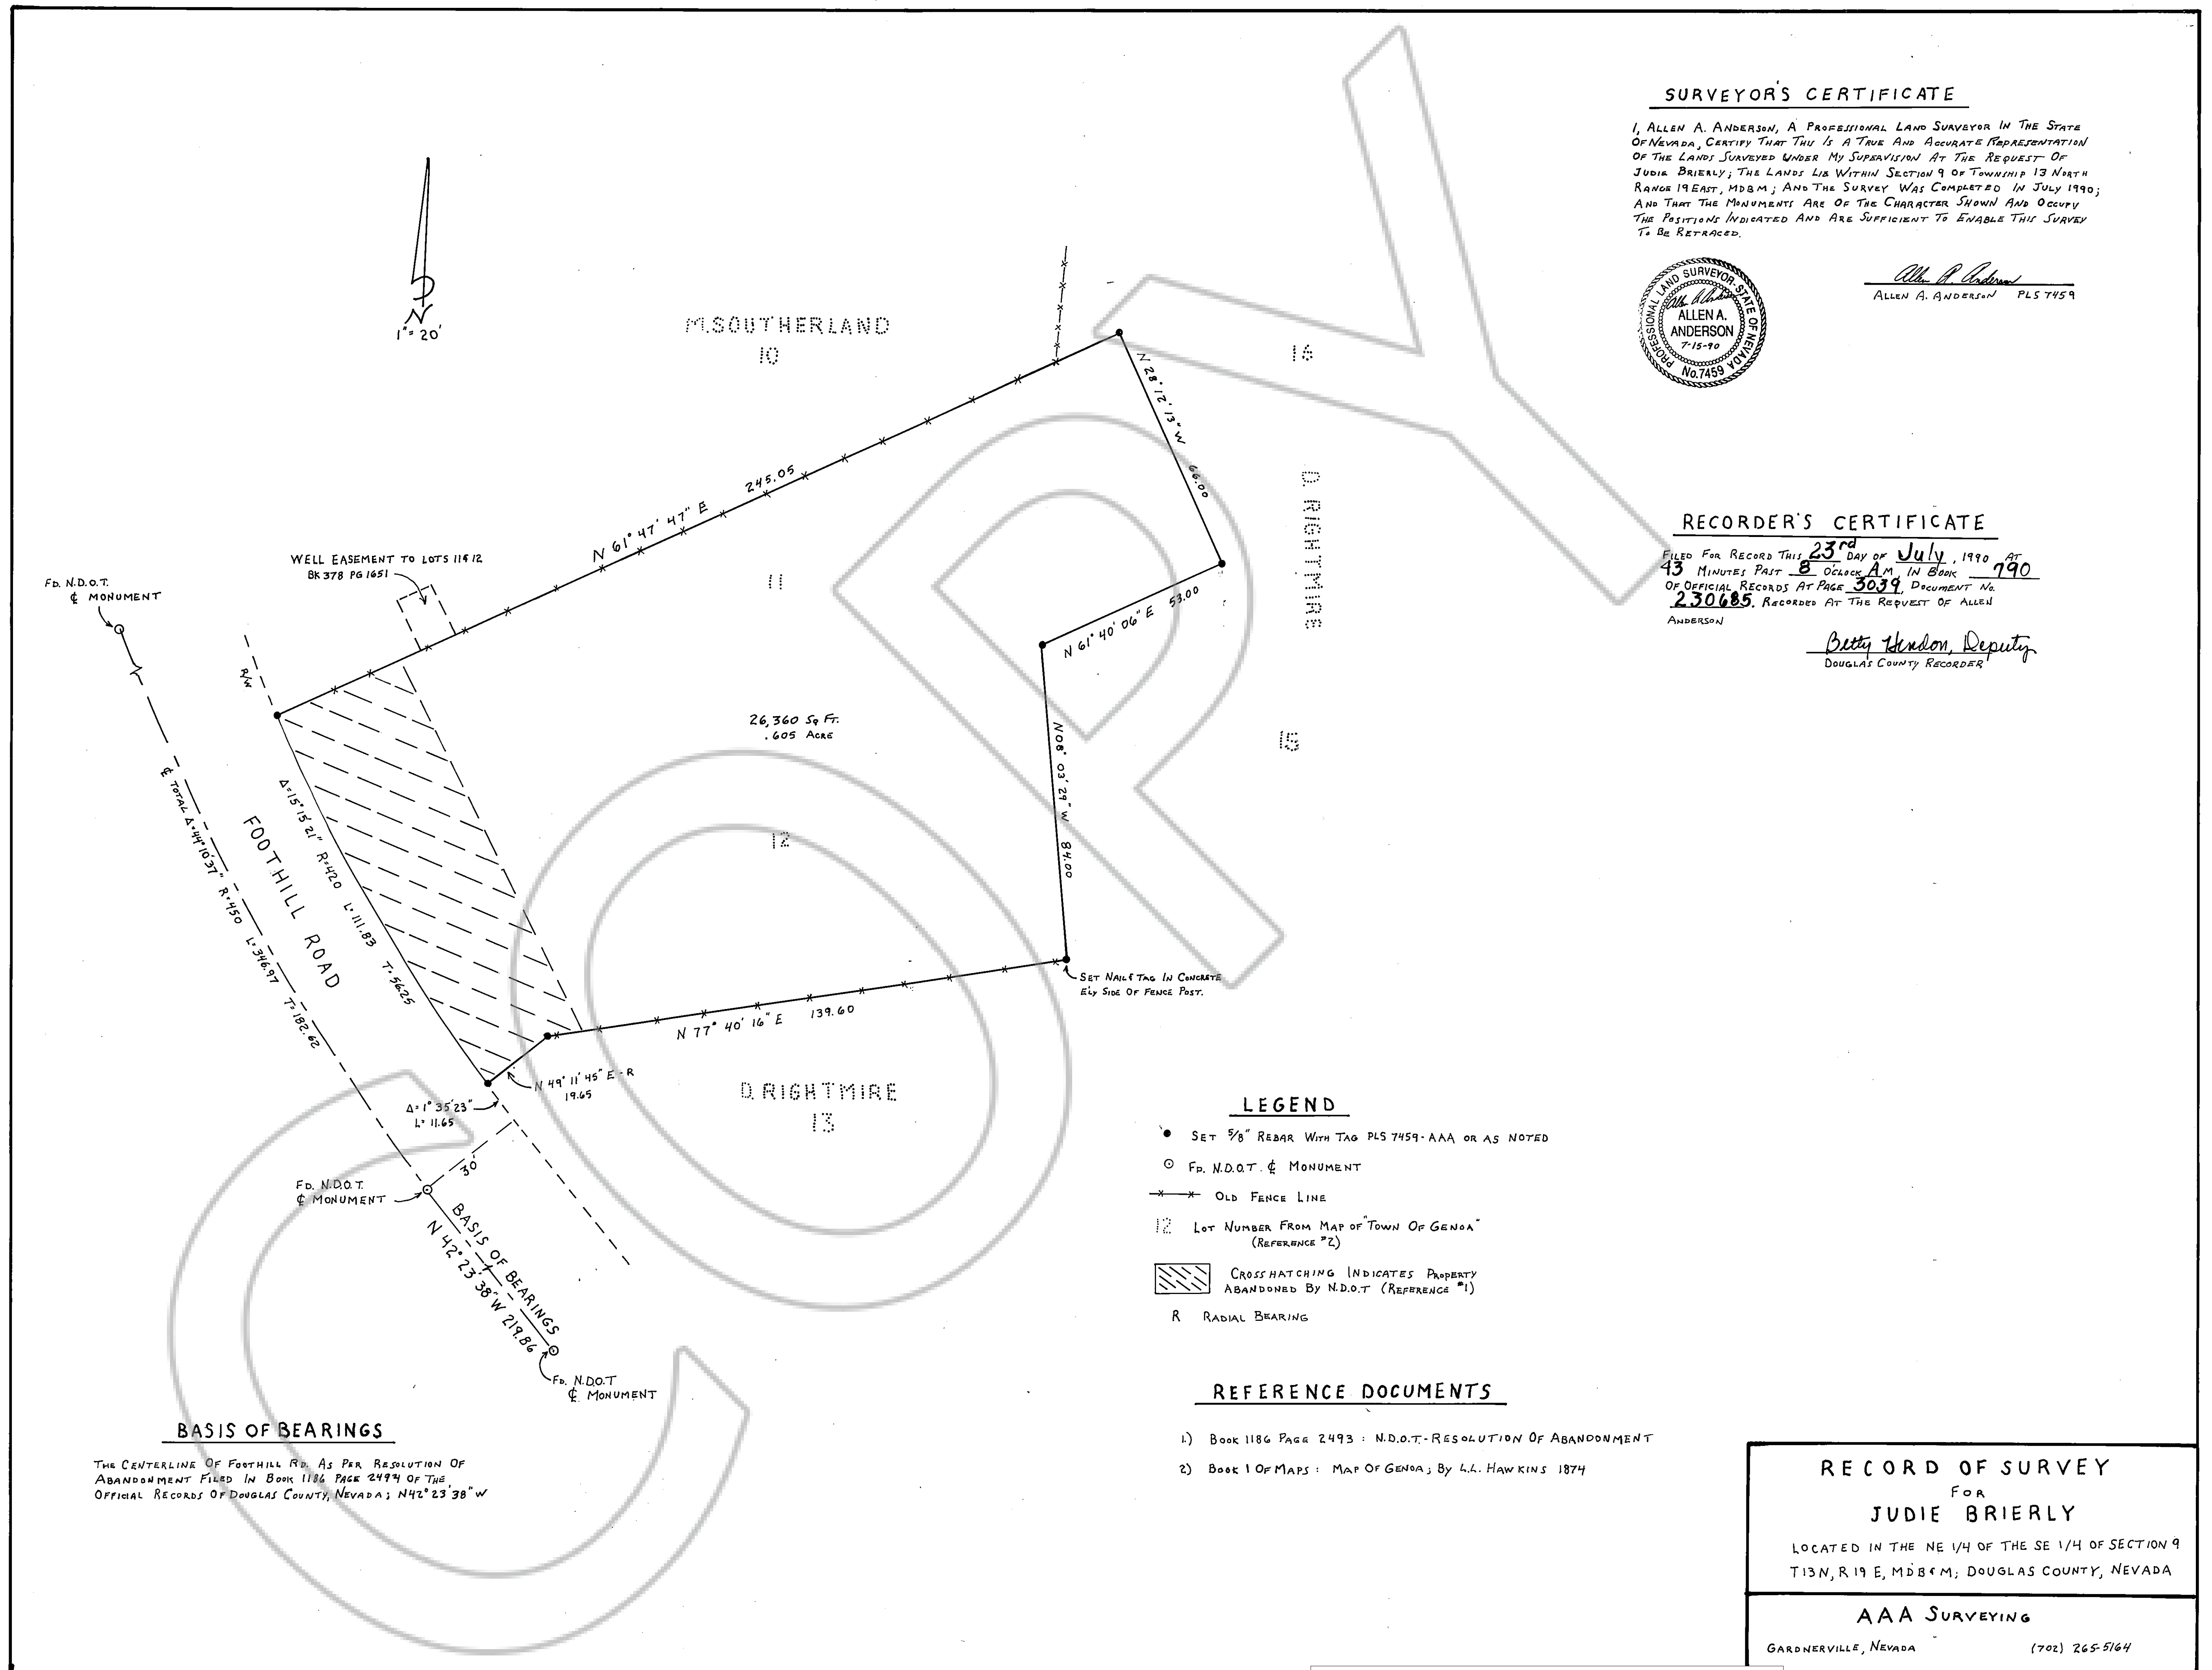 SURVEYOR'S CERTIFICATE
I, ALLEN A. ANDERSON, A PROFESSIONAL LAND SURVEYOR IN THE STATE
OF NEVADA, CERTIFY THAT THIS IS A TRUE AND ACCURATE REPRESENTATION
OF THE LANDS SURVEYED UNDER MY SUPERVISION AT THE REQUEST OF
JUDIE BRIERLY; THE LANDS LIE WITHIN SECTION 9 OF TOWNSHIP 13 NORTH
RANGE 19 EAST, MDBM; AND THE SURVEY WAS COMPLETED IN JULY 1990;
AND THAT THE MONUMENTS ARE OF THE CHARACTER SHOWN AND OCCUPY
THE POSITIONS INDICATED AND ARE SUFFICIENT TO ENABLE THIS SURVEY
TO BE RETRACED.
PROFESSIONAL LAND SURVEYOR-STATE OF NEVADA
Allen A. Anderson
ALLEN A.
ANDERSON
7-15-90
No. 7459
Allen A. Anderson
ALLEN A. ANDERSON PLS 7459
RECORDER'S CERTIFICATE
FILED FOR RECORD THIS 23rd DAY OF July, 1990 AT
43 MINUTES PAST 8 O'CLOCK AM, IN BOOK 790
OF OFFICIAL RECORDS AT PAGE 3039, DOCUMENT NO.
230685. RECORDED AT THE REQUEST OF ALLEN
ANDERSON
Betty Hendon, Deputy
DOUGLAS COUNTY RECORDER
N
1"=20'
M. SOUTHERLAND
10
16
N 28° 12' 13" W 66.00
N 61° 47' 47" E 245.05
D. RIGHTMIRE
15
WELL EASEMENT TO LOTS 11 & 12
BK 378 PG 1651
FD. N.D.O.T.
℄ MONUMENT
11
N 61° 40' 06" E 53.00
R/W
26,360 SQ FT.
.605 ACRE
N 08° 03' 29" W 84.00
12
Δ=15° 15' 21" R=420 L=111.83 T=56.25
FOOTHILL ROAD
℄ TOTAL Δ=44° 10' 37" R=450 L=346.97 T=182.62
SET NAIL & TAG IN CONCRETE
E'LY SIDE OF FENCE POST.
N 77° 40' 16" E 139.60
N 49° 11' 45" E - R
19.65
Δ=1° 35' 23"
L= 11.65
D. RIGHTMIRE
13
30'
FD. N.D.O.T.
℄ MONUMENT
BASIS OF BEARINGS
N 42° 23' 38" W 219.86
FD. N.D.O.T
℄ MONUMENT
LEGEND
SET 5/8" REBAR WITH TAG PLS 7459-AAA OR AS NOTED
FD. N.D.O.T. ℄ MONUMENT
OLD FENCE LINE
12 LOT NUMBER FROM MAP OF "TOWN OF GENOA"
(REFERENCE #2)
CROSSHATCHING INDICATES PROPERTY
ABANDONED BY N.D.O.T (REFERENCE #1)
R RADIAL BEARING
REFERENCE DOCUMENTS
1.) BOOK 1186 PAGE 2493 : N.D.O.T.-RESOLUTION OF ABANDONMENT
2) BOOK 1 OF MAPS : MAP OF GENOA; BY L.L. HAWKINS 1874
BASIS OF BEARINGS
THE CENTERLINE OF FOOTHILL RD. AS PER RESOLUTION OF
ABANDONMENT FILED IN BOOK 1186 PAGE 2494 OF THE
OFFICIAL RECORDS OF DOUGLAS COUNTY, NEVADA; N42° 23' 38" W
RECORD OF SURVEY
FOR
JUDIE BRIERLY
LOCATED IN THE NE 1/4 OF THE SE 1/4 OF SECTION 9
T13N, R 19 E, MDB&M; DOUGLAS COUNTY, NEVADA
AAA SURVEYING
GARDNERVILLE, NEVADA (702) 265-5164
COPY